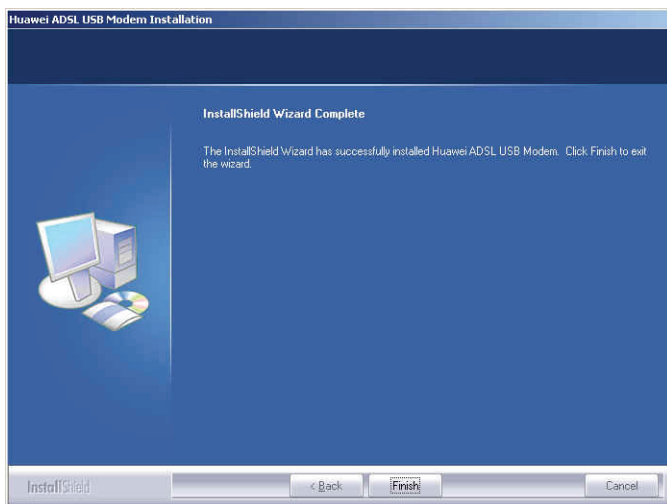 Huawei ADSL USB Modem Installation
InstallShield Wizard Complete
The InstallShield Wizard has successfully installed Huawei ADSL USB Modem. Click Finish to exit
the wizard.
InstallShield
< Back Finish Cancel